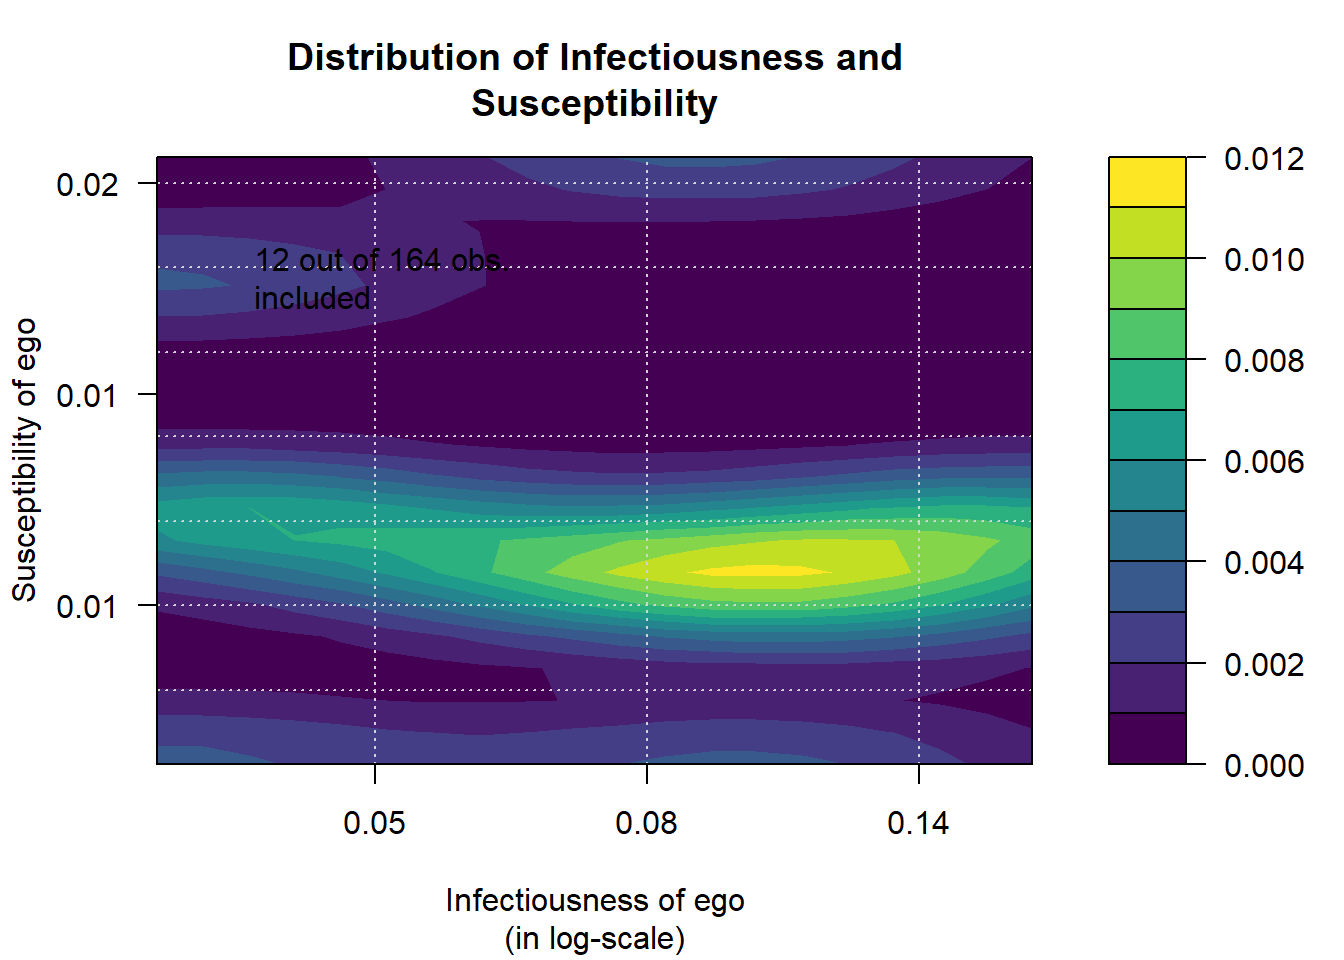 Distribution of Infectiousness and
Susceptibility
12 out of 164 obs.
included
Susceptibility of ego
0.02
0.01
0.01
0.05
0.08
0.14
Infectiousness of ego
(in log-scale)
0.012
0.010
0.008
0.006
0.004
0.002
0.000